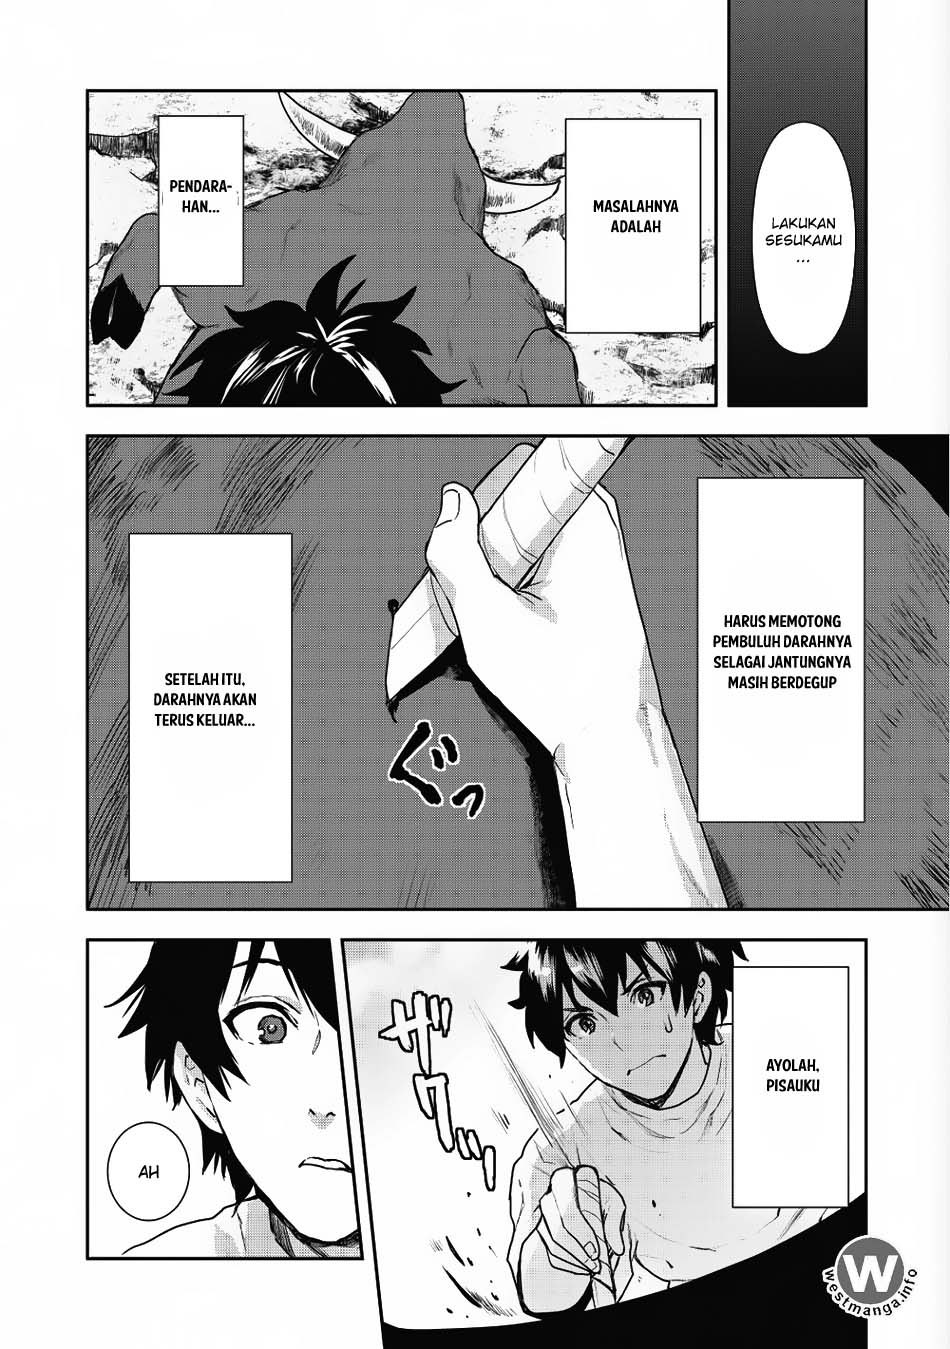 LAKUKAN
SESUKAMU
...
MASALAHNYA
ADALAH
PENDARA-
HAN...
HARUS MEMOTONG
PEMBULUH DARAHNYA
SELAGAI JANTUNGNYA
MASIH BERDEGUP
SETELAH ITU,
DARAHNYA AKAN
TERUS KELUAR...
ぐっ
AYOLAH,
PISAUKU
ザワッ
AH
W
westmanga.info